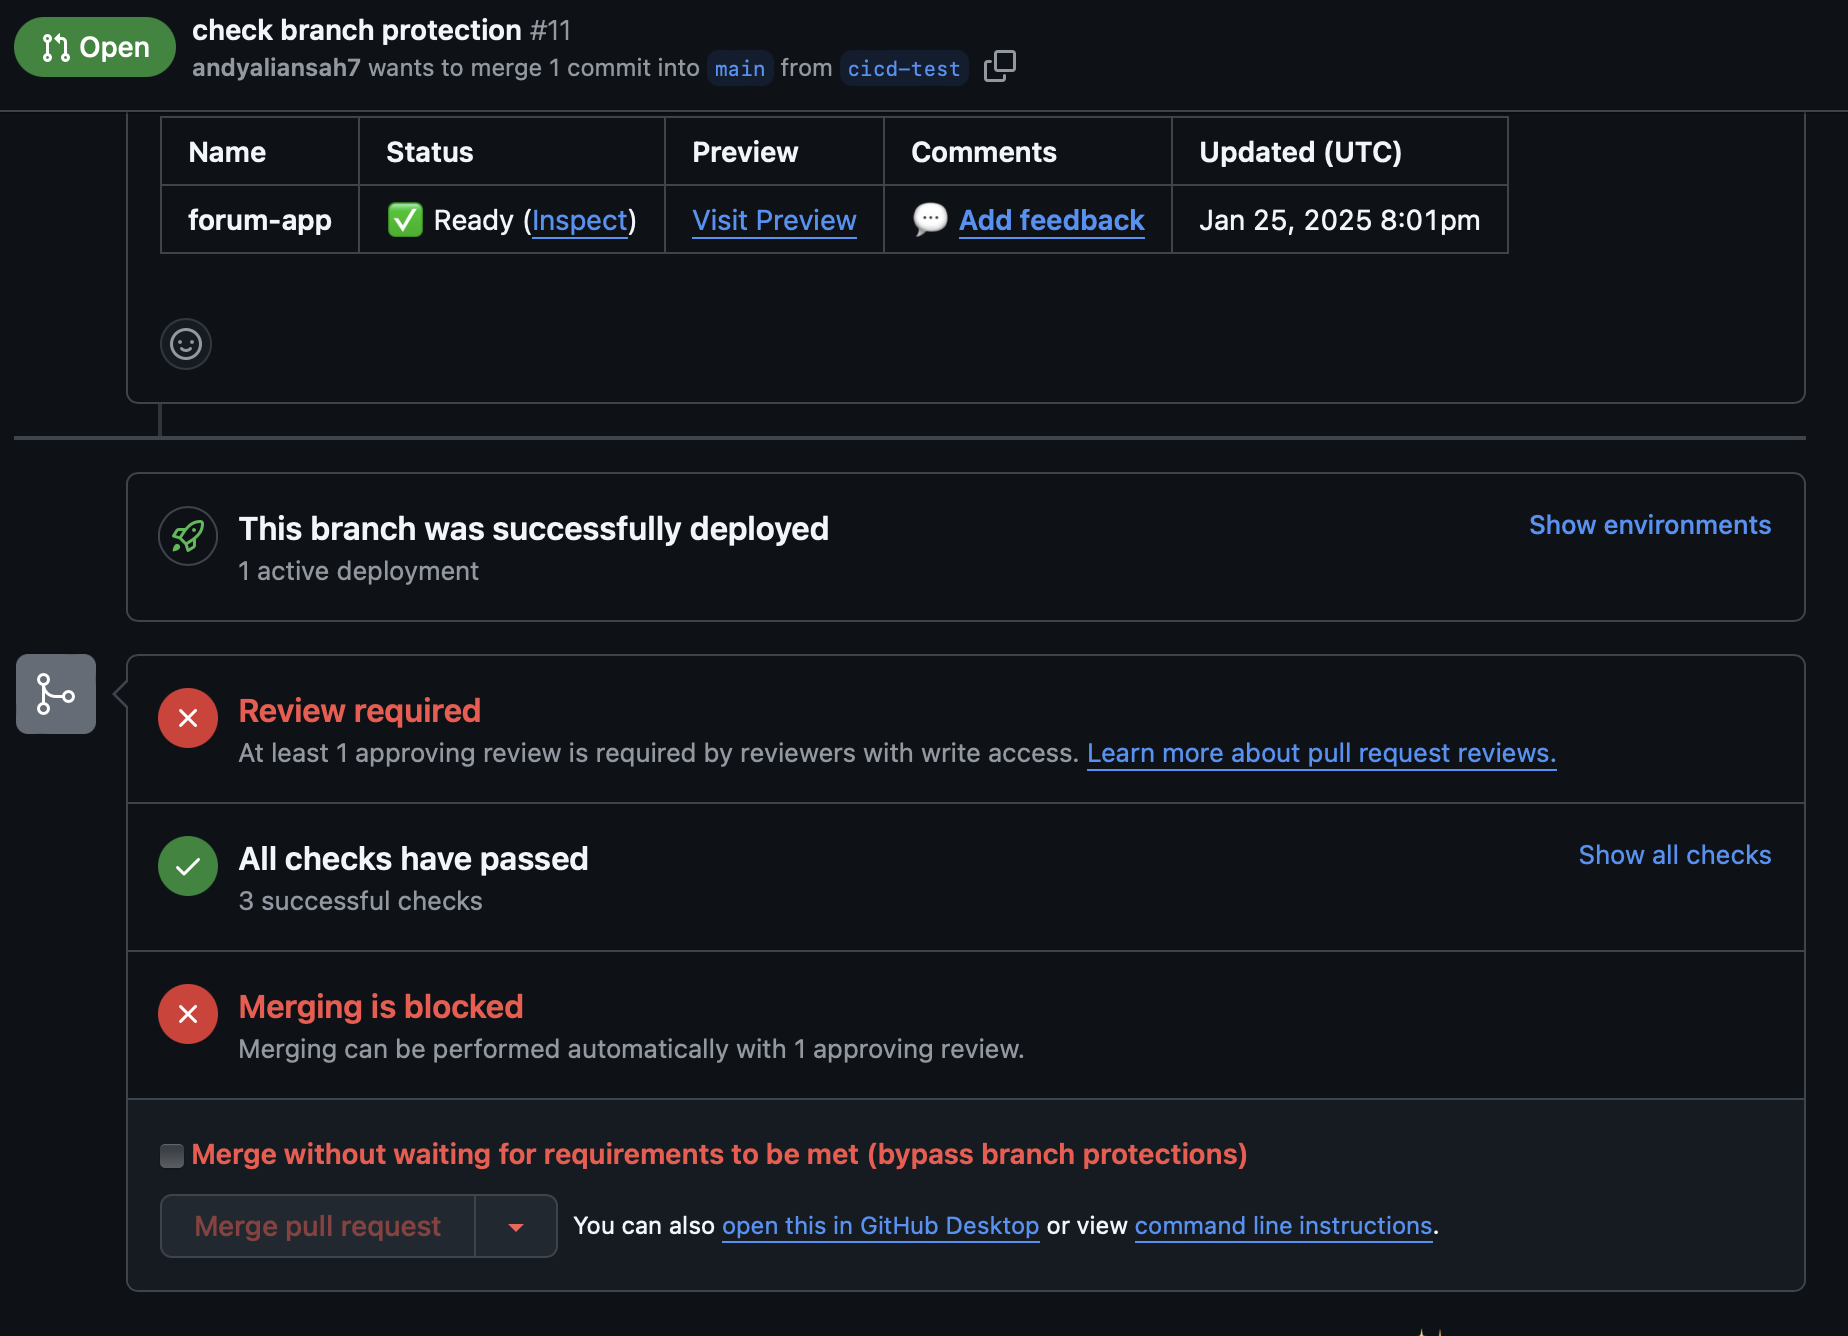 Open
check branch protection #11
andyaliansah7 wants to merge 1 commit into main from cicd-test
Name Status Preview Comments Updated (UTC)
forum-app ✅ Ready (Inspect) Visit Preview 💬 Add feedback Jan 25, 2025 8:01pm
This branch was successfully deployed
Show environments
1 active deployment
Review required
At least 1 approving review is required by reviewers with write access. Learn more about pull request reviews.
All checks have passed
Show all checks
3 successful checks
Merging is blocked
Merging can be performed automatically with 1 approving review.
Merge without waiting for requirements to be met (bypass branch protections)
Merge pull request
You can also open this in GitHub Desktop or view command line instructions.